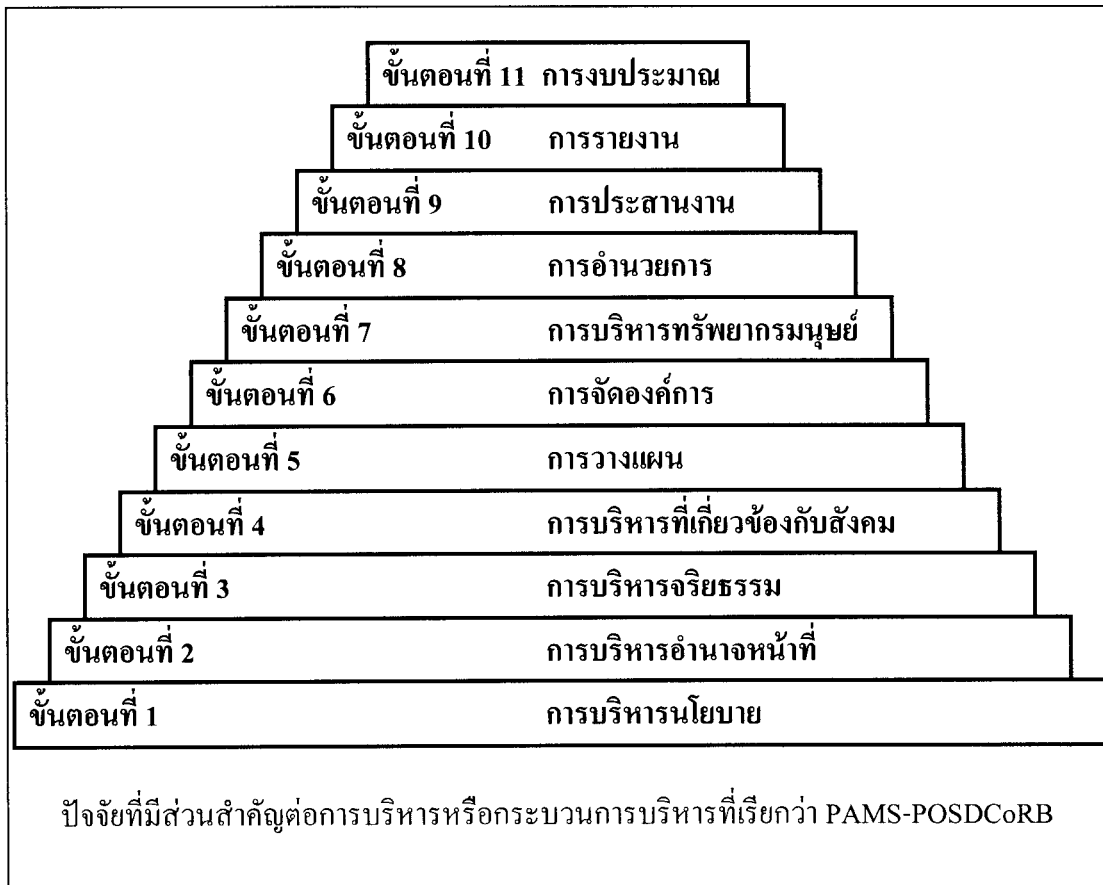 ขั้นตอนที่ 11 การงบประมาณ
ขั้นตอนที่ 10 การรายงาน
ขั้นตอนที่ 9 การประสานงาน
ขั้นตอนที่ 8 การอำนวยการ
ขั้นตอนที่ 7 การบริหารทรัพยากรมนุษย์
ขั้นตอนที่ 6 การจัดองค์การ
ขั้นตอนที่ 5 การวางแผน
ขั้นตอนที่ 4 การบริหารที่เกี่ยวข้องกับสังคม
ขั้นตอนที่ 3 การบริหารจริยธรรม
ขั้นตอนที่ 2 การบริหารอำนาจหน้าที่
ขั้นตอนที่ 1 การบริหารนโยบาย
ปัจจัยที่มีส่วนสำคัญต่อการบริหารหรือกระบวนการบริหารที่เรียกว่า PAMS-POSDCoRB